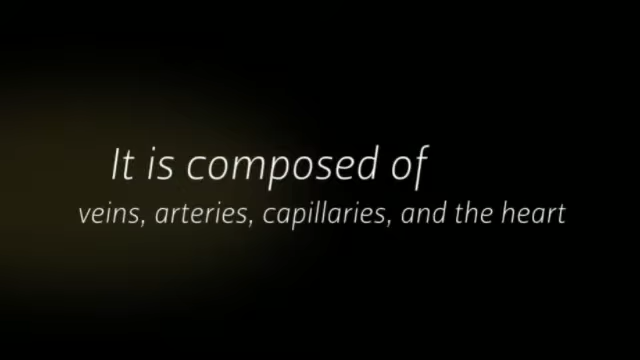 It is composed of
veins, arteries, capillaries, and the heart